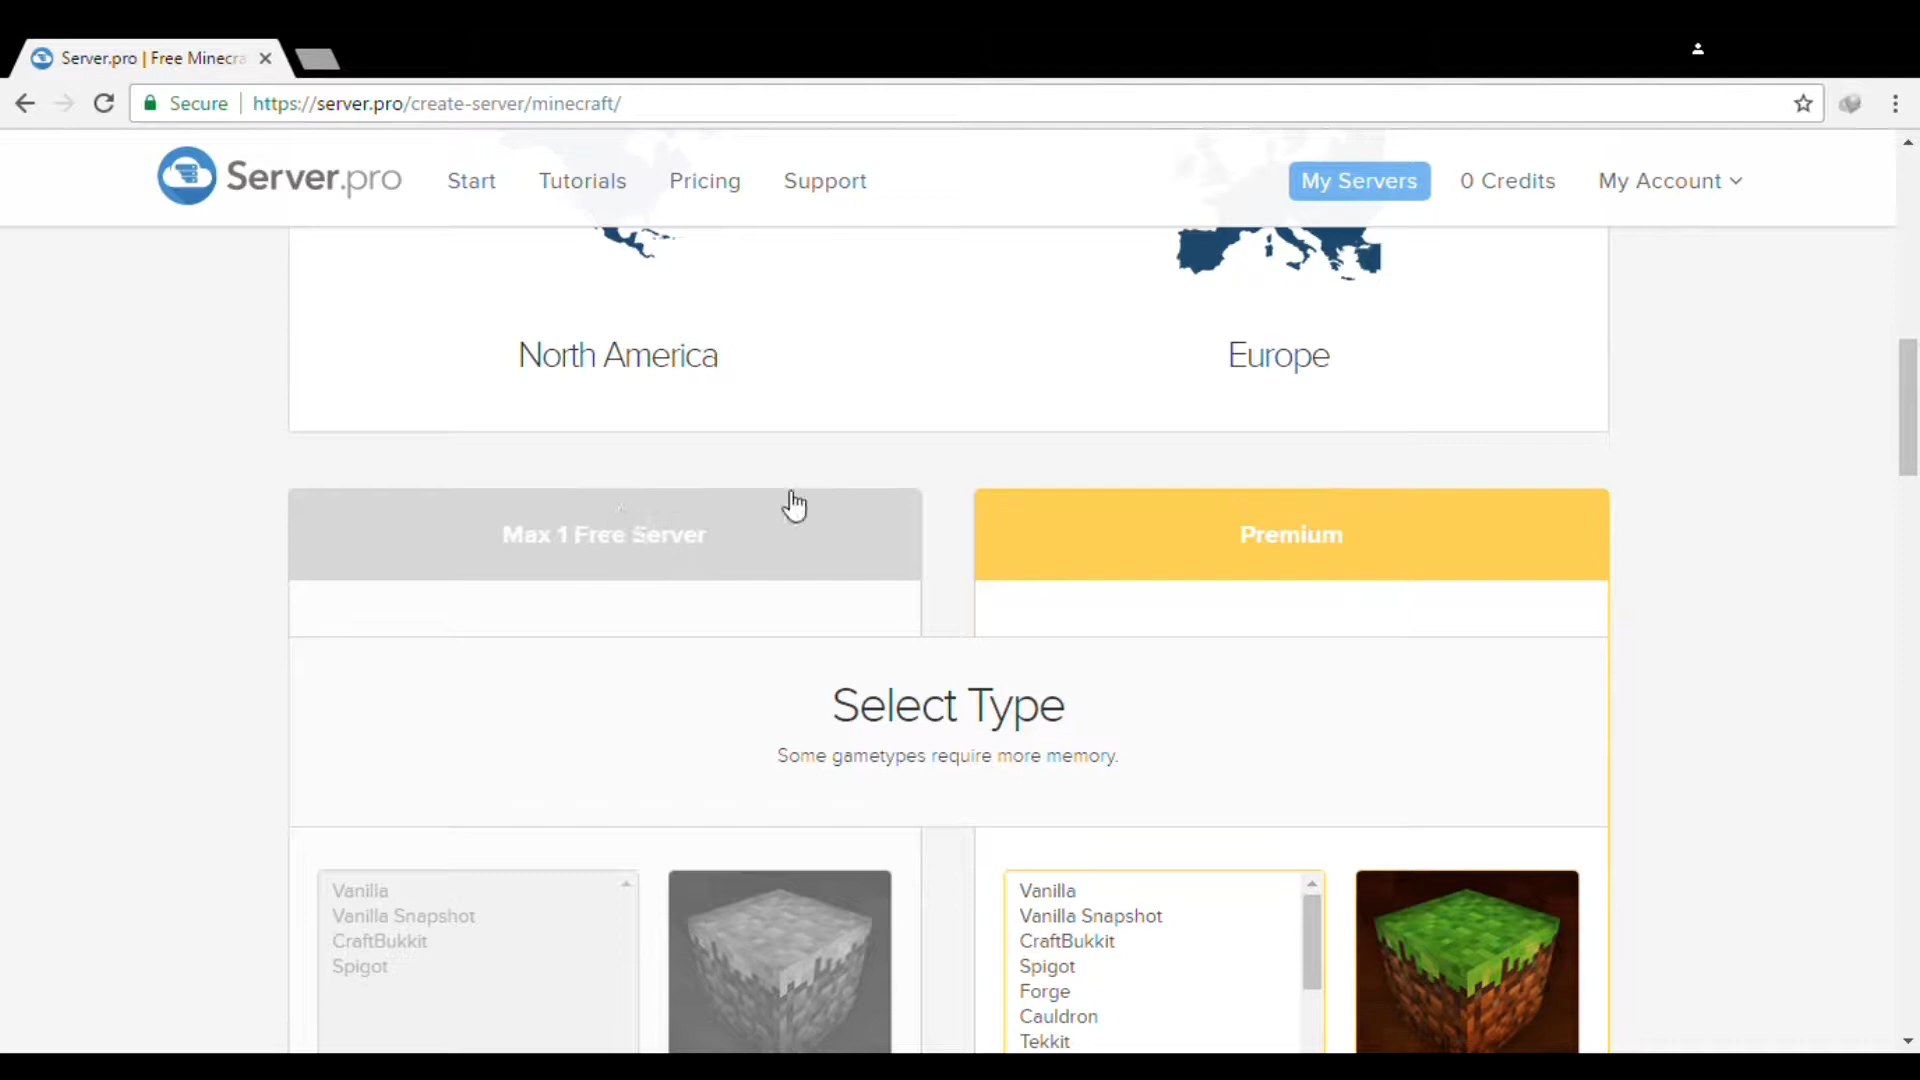 Server.pro | Free Minecra
Secure
https://server.pro/create-server/minecraft/
Server.pro
Start
Tutorials
Pricing
Support
My Servers
0 Credits
My Account
North America
Europe
Max 1 Free Server
Premium
Select Type
Some gametypes require more memory.
Vanilla
Vanilla Snapshot
CraftBukkit
Spigot
Vanilla
Vanilla Snapshot
CraftBukkit
Spigot
Forge
Cauldron
Tekkit